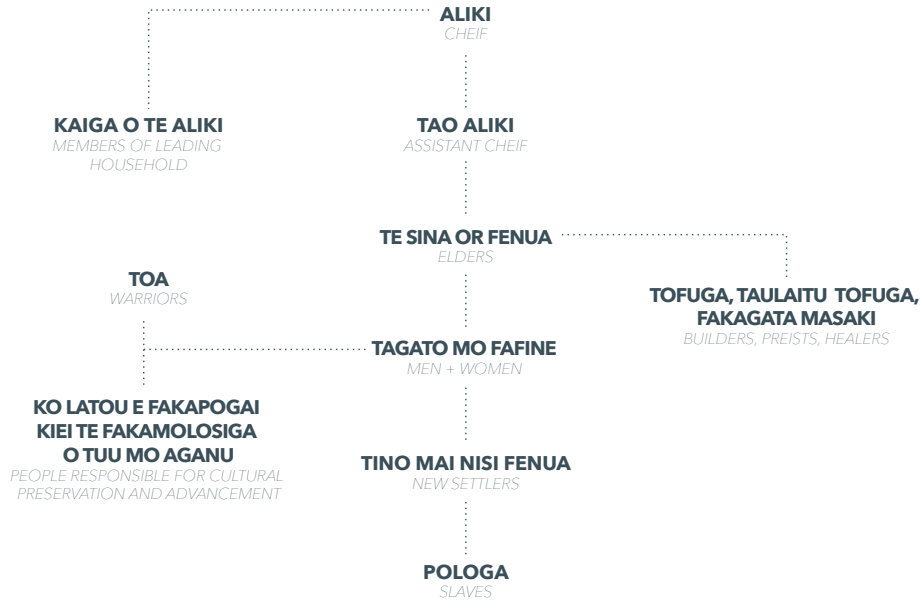 ALIKI
CHEIF
KAIGA O TE ALIKI
MEMBERS OF LEADING
HOUSEHOLD
TAO ALIKI
ASSISTANT CHEIF
TE SINA OR FENUA
ELDERS
TOA
WARRIORS
TOFUGA, TAULAITU TOFUGA,
FAKAGATA MASAKI
BUILDERS, PREISTS, HEALERS
TAGATO MO FAFINE
MEN + WOMEN
KO LATOU E FAKAPOGAI
KIEI TE FAKAMOLOSIGA
O TUU MO AGANU
PEOPLE RESPONSIBLE FOR CULTURAL
PRESERVATION AND ADVANCEMENT
TINO MAI NISI FENUA
NEW SETTLERS
POLOGA
SLAVES